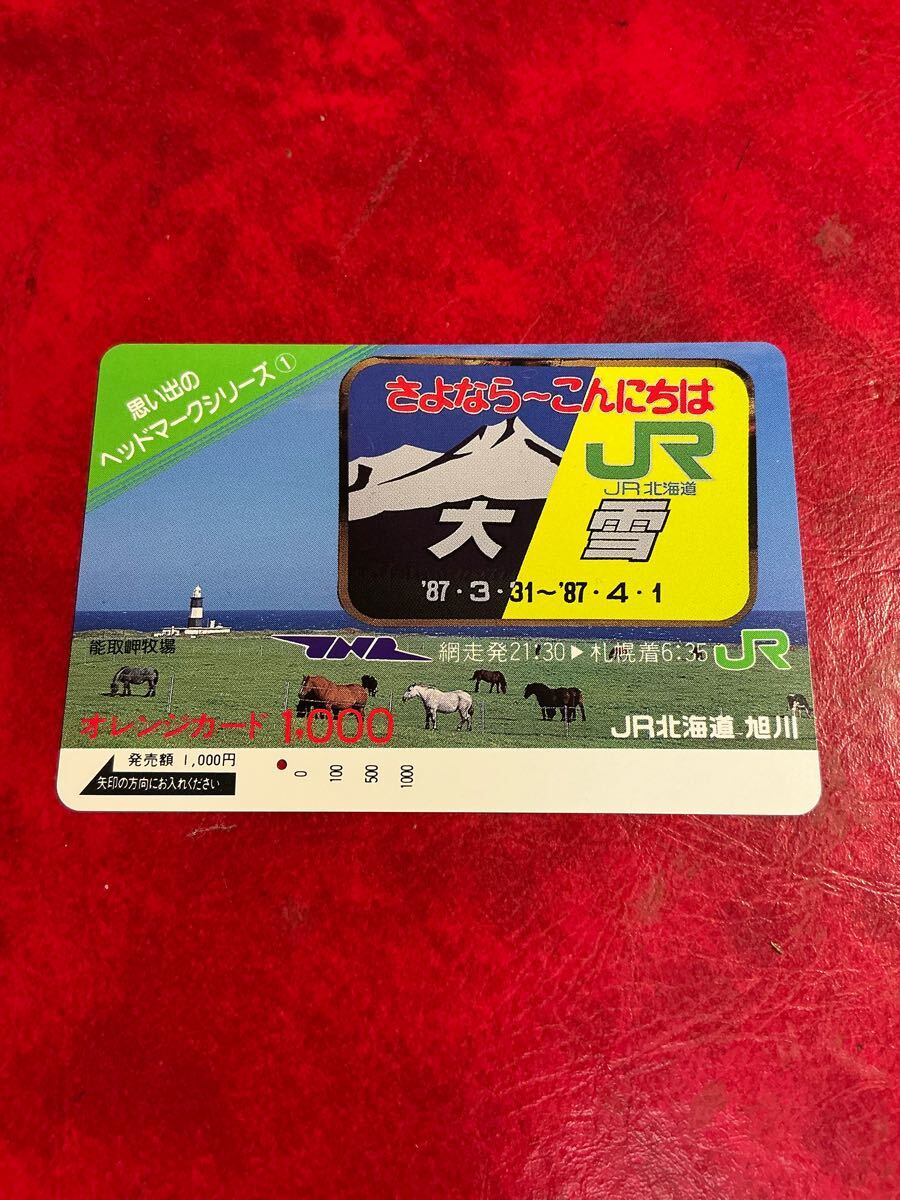 思い出の
ヘッドマークシリーズ①
さよなら〜こんにちは
JR
JR北海道
大雪
'87・3・31〜'87・4・1
能取岬牧場
網走発21:30▶札幌着6:35
JR
オレンジカード 1,000
JR北海道 旭川
発売額 1,000円
矢印の方向にお入れください
0 100 500 1000